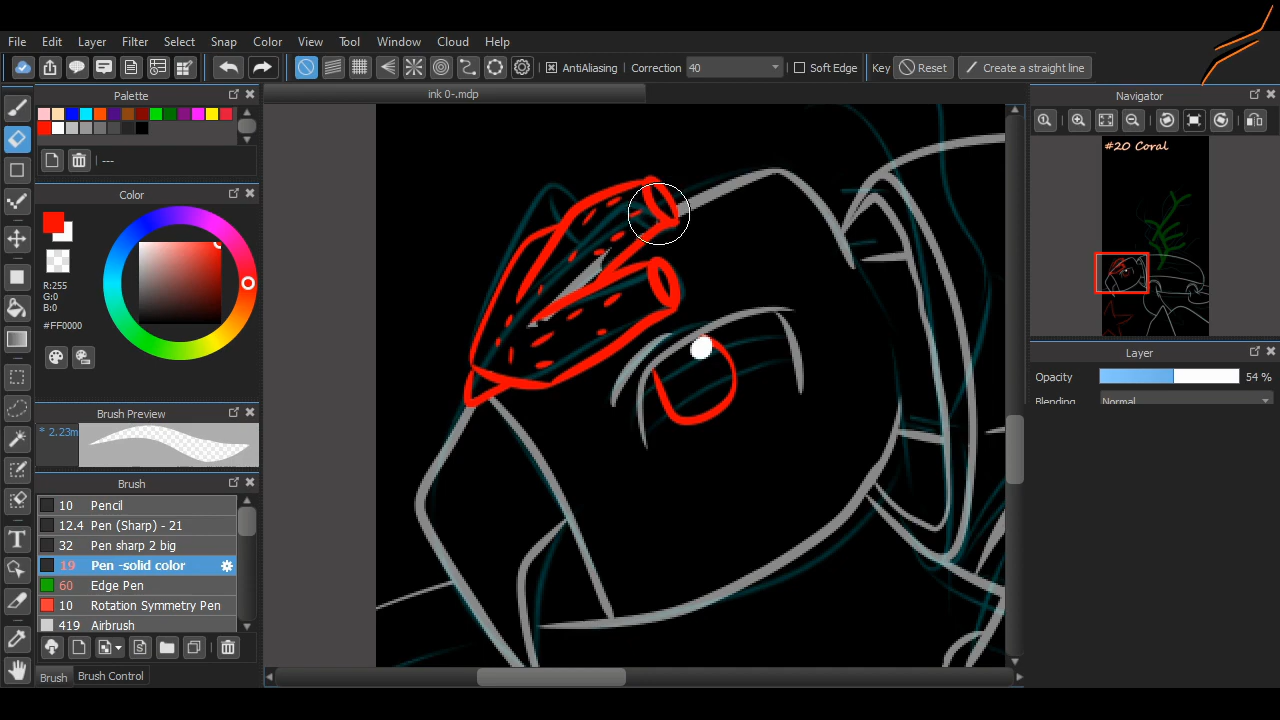 File Edit Layer Filter Select Snap Color View Tool Window Cloud Help
AntiAliasing Correction 40 Soft Edge Key Reset Create a straight line
Palette
ink 0-.mdp
Navigator
---
#20 Coral
Color
R:255
G:0
B:0
#FF0000
Layer
Opacity 54 %
Blending Normal
Brush Preview
* 2.23m
Brush
10 Pencil
12.4 Pen (Sharp) - 21
32 Pen sharp 2 big
19 Pen -solid color
60 Edge Pen
10 Rotation Symmetry Pen
419 Airbrush
Brush Brush Control